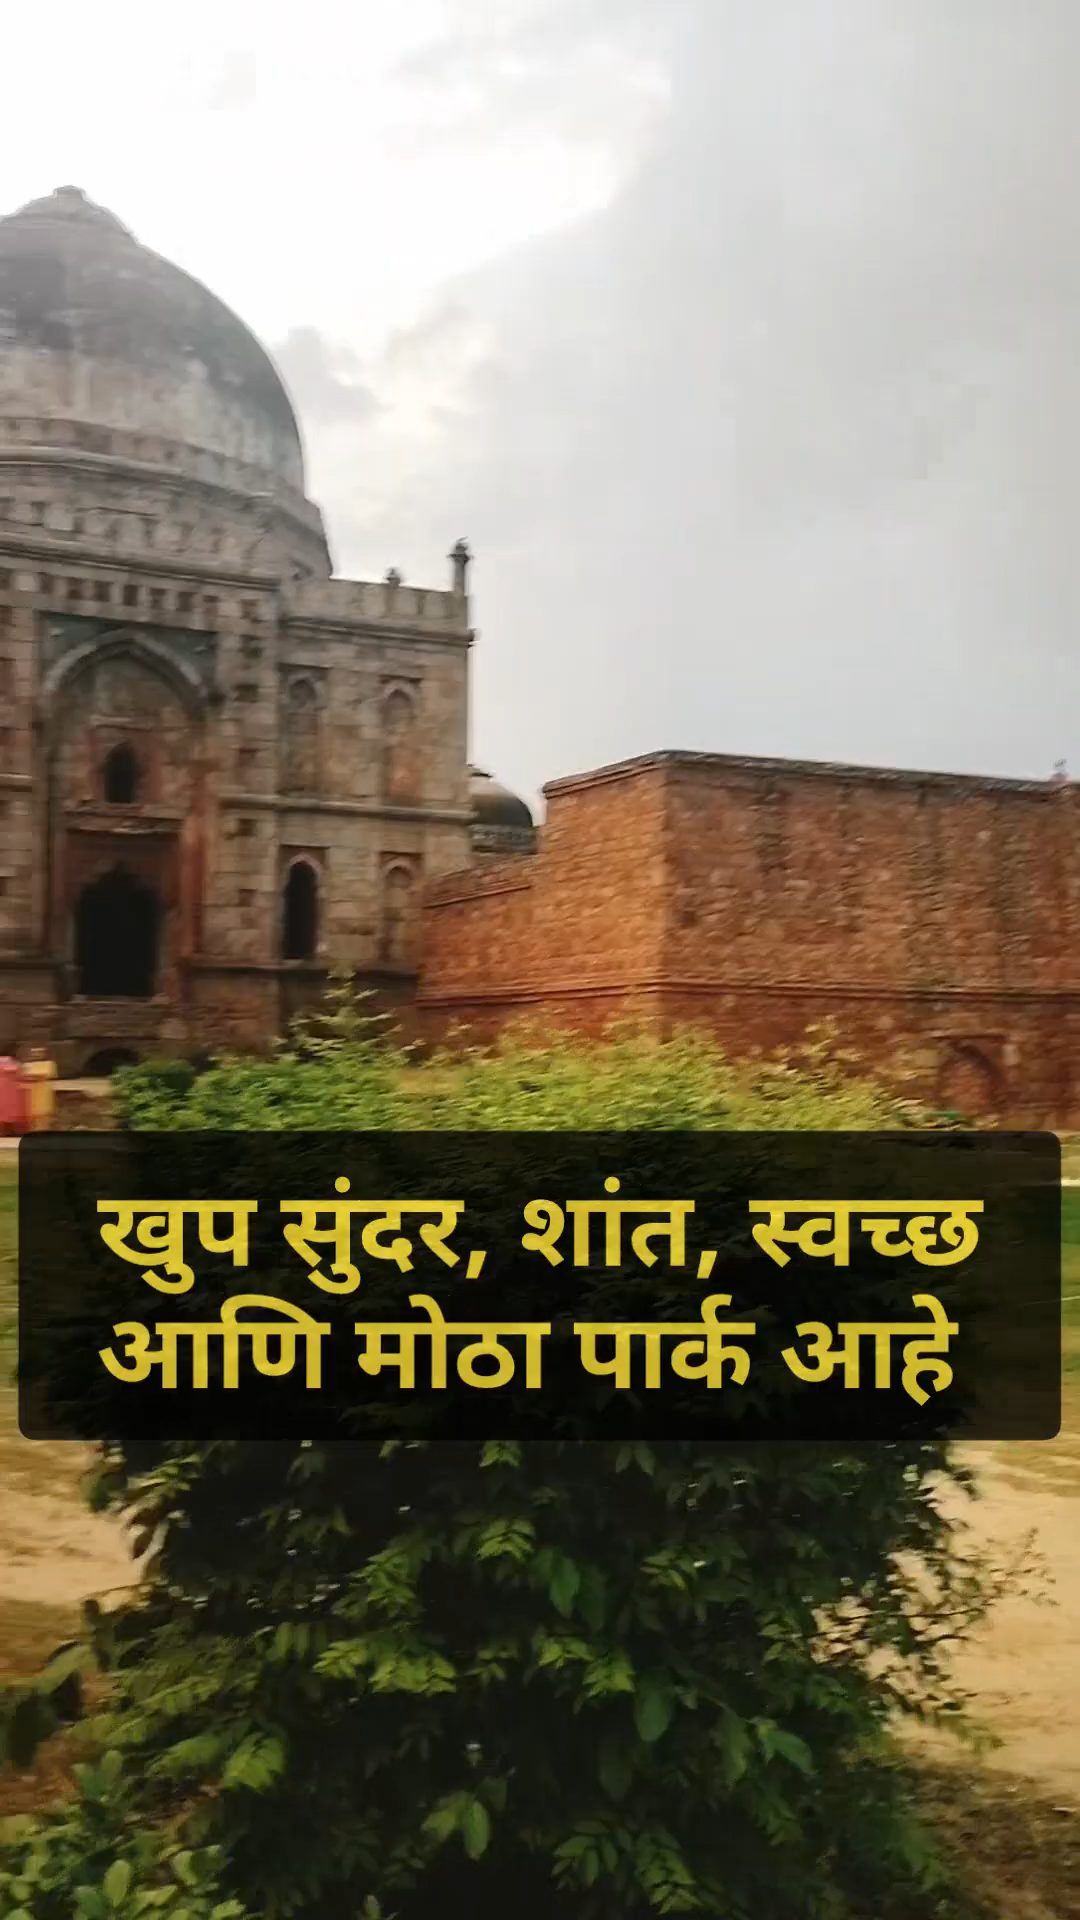 खुप सुंदर, शांत, स्वच्छ
आणि मोठा पार्क आहे